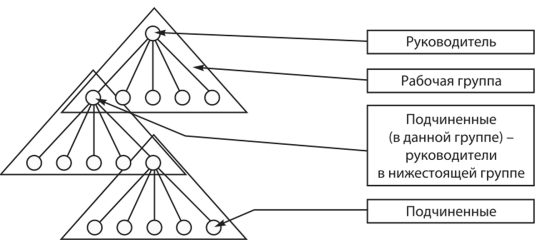 Руководитель
Рабочая группа
Подчиненные
(в данной группе) –
руководители
в нижестоящей группе
Подчиненные